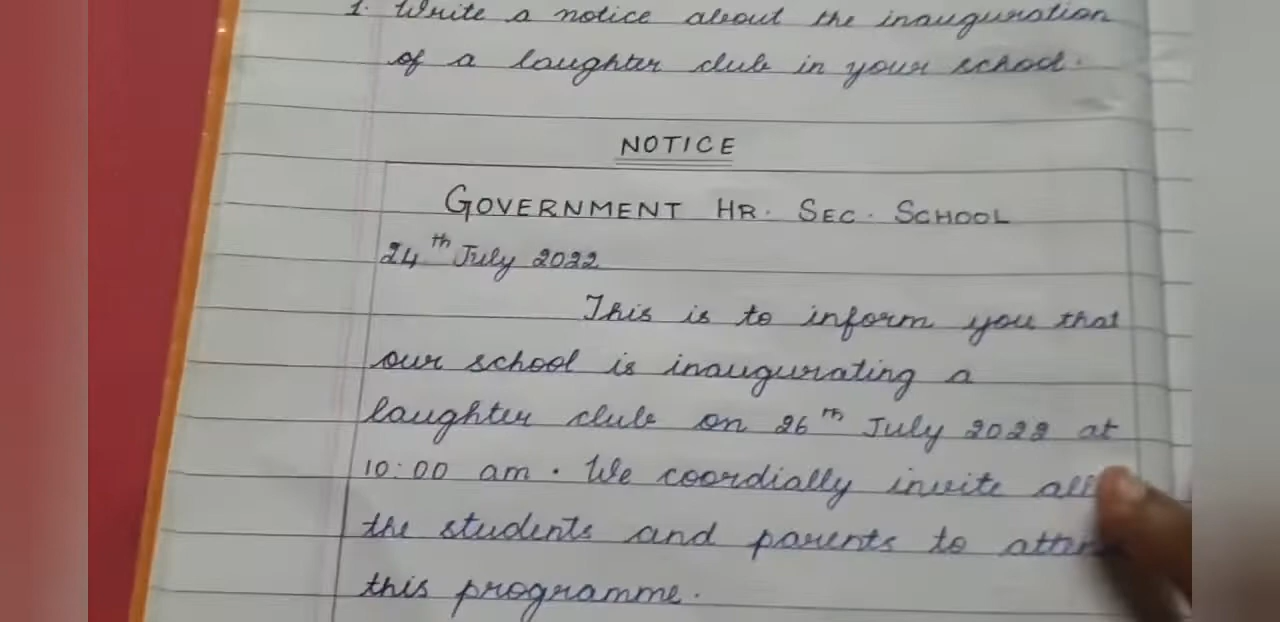 1. Write a notice about the inauguration
of a laughter club in your school.
NOTICE
GOVERNMENT HR. SEC. SCHOOL
24th July 2022
This is to inform you that
our school is inaugurating a
laughter club on 26th July 2022 at
10:00 am. We coordially invite all
the students and parents to
this programme.